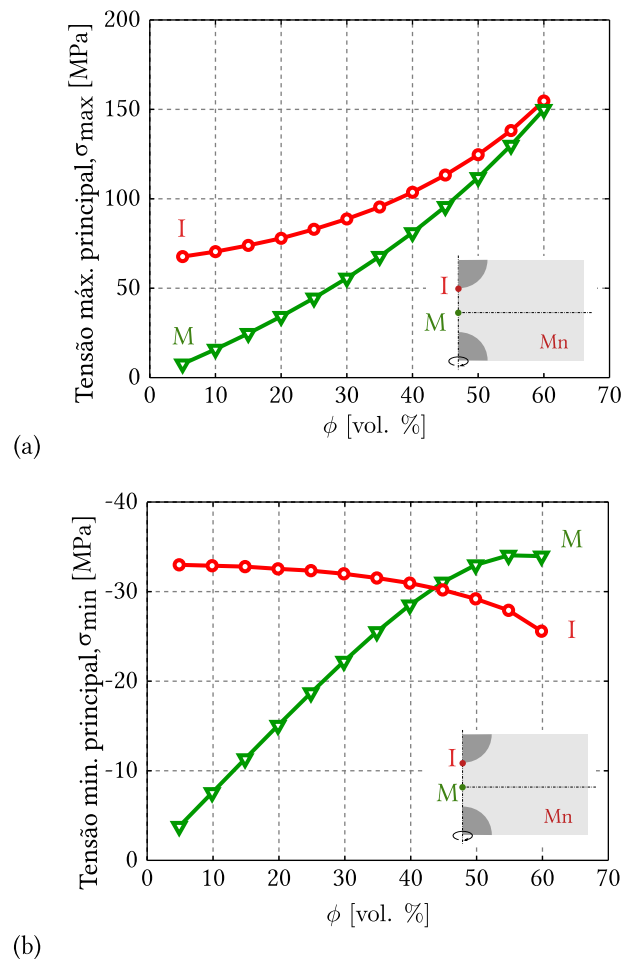 200
150
100
50
0
Tensão máx. principal,σmax [MPa]
I
M
I
M
Mn
0 10 20 30 40 50 60 70
ϕ [vol. %]
(a)
-40
-30
-20
-10
0
Tensão min. principal,σmin [MPa]
M
I
I
M
Mn
0 10 20 30 40 50 60 70
ϕ [vol. %]
(b)